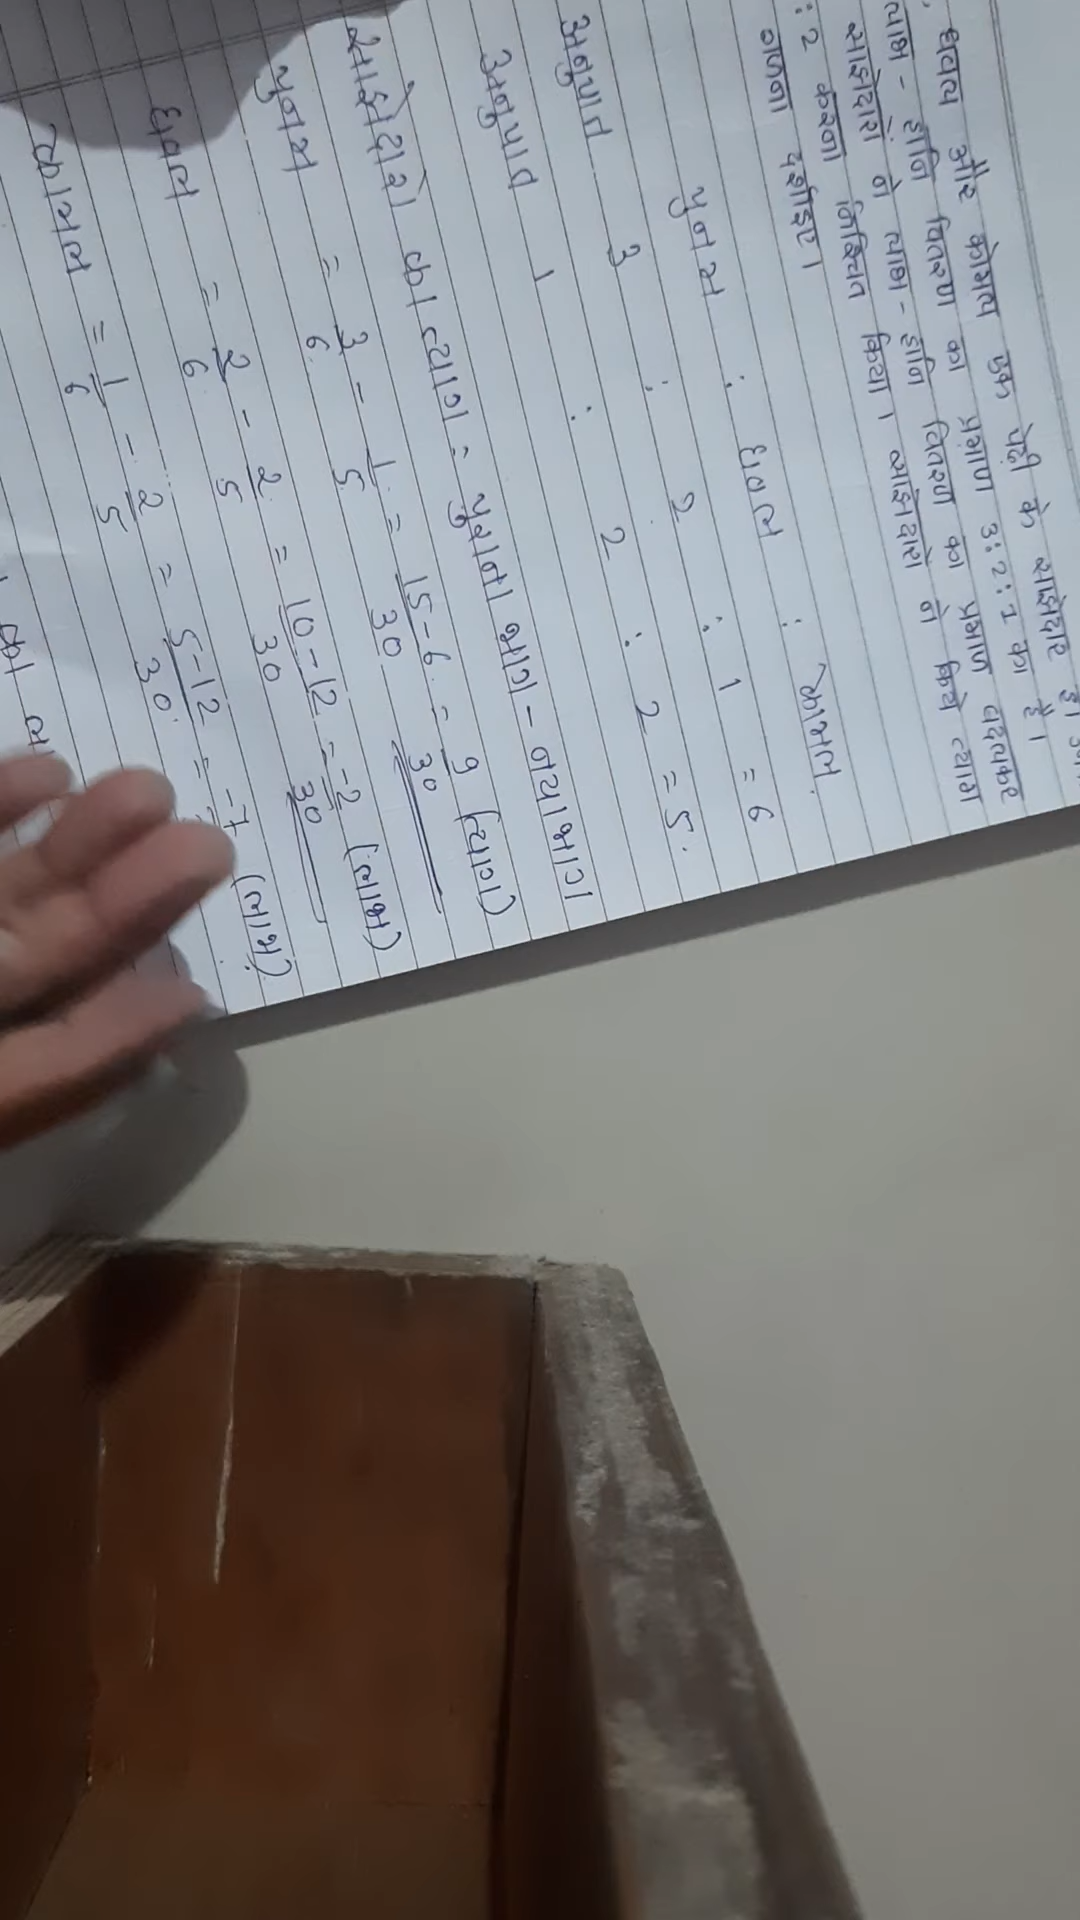 धवल और कोमल एक पेढ़ी के साझेदार है।
लाभ - हानि वितरण का प्रमाण 3:2:1 का है।
साझेदारो ने लाभ - हानि वितरण का प्रमाण बदलकर
: 2 करना निश्चित किया। साझेदारो ने किये त्याग
गणना दर्शाइए।
पुनम : धवल : कोमल
अनुपात 3 : 2 : 1 = 6
अनुपात 1 : 2 : 2 = 5.
साझेदारो का त्याग = पुराना भाग - नया भाग
पुनम = 3/6 - 1/5 = 15-6/30 = 9/30 (त्याग)
धवल = 2/6 - 2/5 = 10-12/30 = -2/30 (लाभ)
कोमल = 1/6 - 2/5 = 5-12/30 = -7 (लाभ)
का